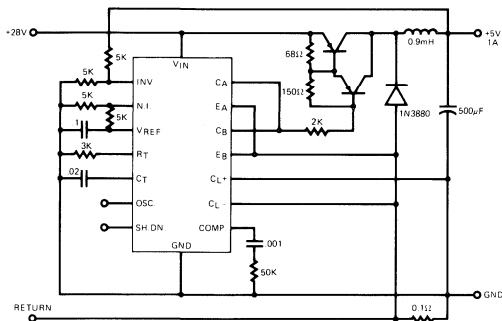 +28V
+5V
1A
0.9mH
5K
68Ω
VIN
5K
INV
CA
150Ω
5K
N.I.
EA
1N3880
500µF
5K
1
VREF
CB
2K
3K
RT
EB
.02
CT
CL+
OSC.
CL-
SH.DN
COMP
.001
GND
50K
GND
RETURN
0.1Ω